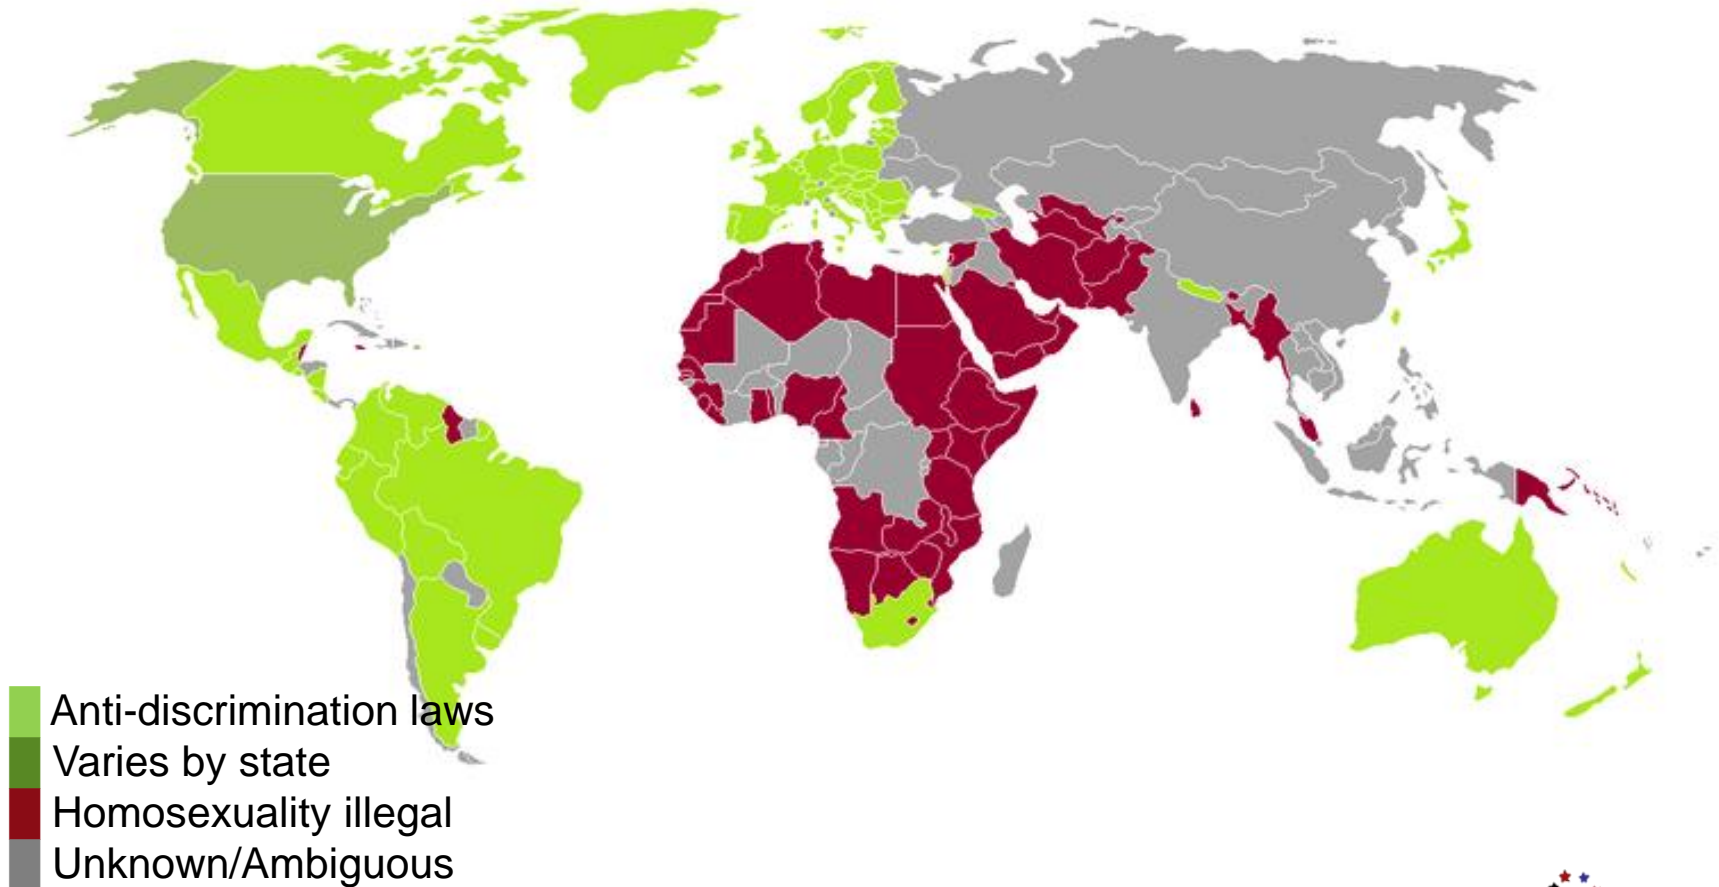 Anti-discrimination laws
Varies by state
Homosexuality illegal
Unknown/Ambiguous